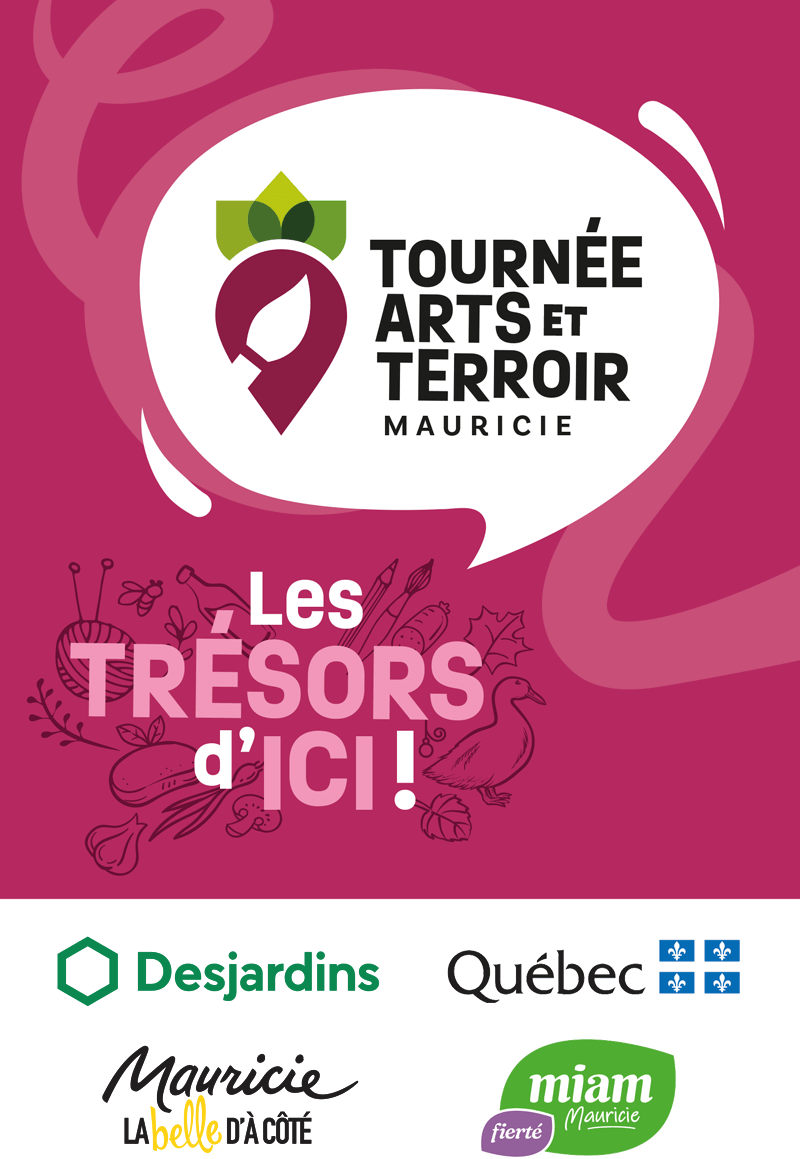 TOURNÉE
ARTS ET
TERROIR
MAURICIE
Les
TRÉSORS
d'ICI !
Desjardins
Québec
Mauricie
LA belle D'À CÔTÉ
miam
Mauricie
fierté